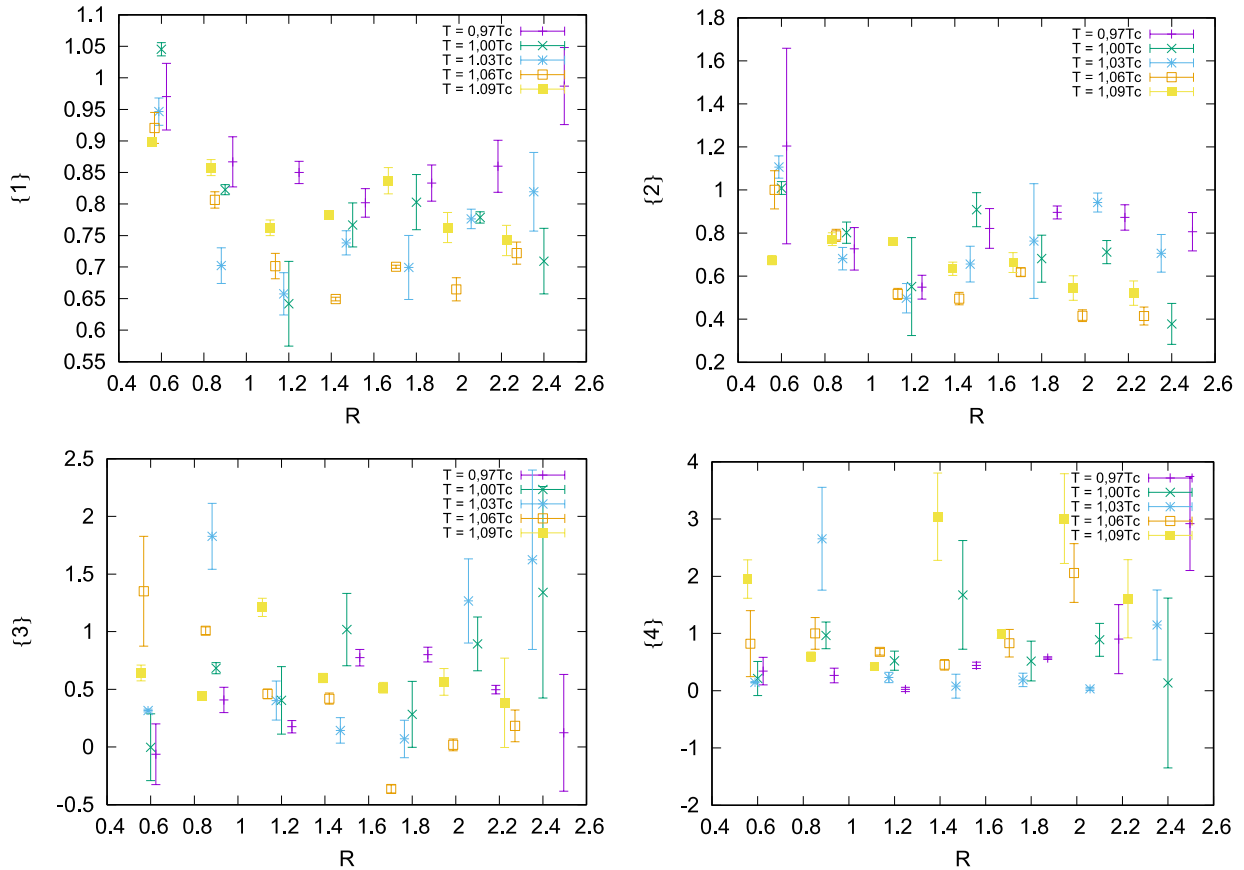 1.1
1.05
1
0.95
0.9
0.85
0.8
0.75
0.7
0.65
0.6
0.55
0.4 0.6 0.8 1 1.2 1.4 1.6 1.8 2 2.2 2.4 2.6
{1}
R
T = 0,97Tc
T = 1,00Tc
T = 1.03Tc
T = 1,06Tc
T = 1.09Tc
1.8
1.6
1.4
1.2
1
0.8
0.6
0.4
0.2
0.4 0.6 0.8 1 1.2 1.4 1.6 1.8 2 2.2 2.4 2.6
{2}
R
T = 0,97Tc
T = 1,00Tc
T = 1,03Tc
T = 1,06Tc
T = 1,09Tc
2.5
2
1.5
1
0.5
0
-0.5
0.4 0.6 0.8 1 1.2 1.4 1.6 1.8 2 2.2 2.4 2.6
{3}
R
T = 0,97Tc
T = 1,00Tc
T = 1,03Tc
T = 1,06Tc
T = 1,09Tc
4
3
2
1
0
-1
-2
0.4 0.6 0.8 1 1.2 1.4 1.6 1.8 2 2.2 2.4 2.6
{4}
R
T = 0,97Tc
T = 1,00Tc
T = 1,03Tc
T = 1,06Tc
T = 1,09Tc